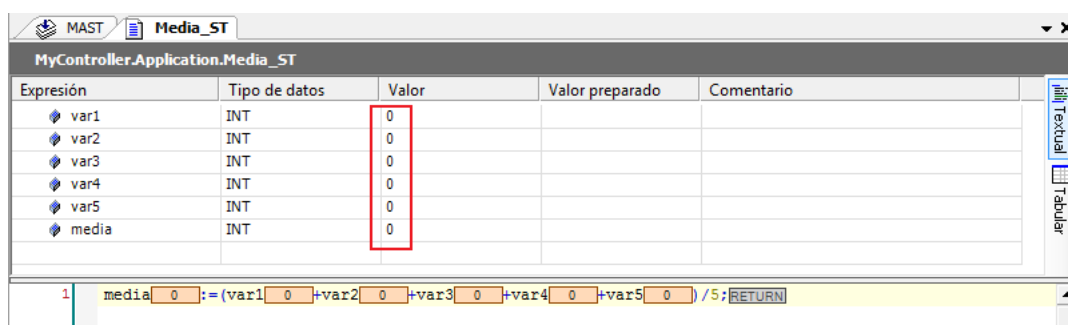 MAST Media_ST
MyController.Application.Media_ST
Expresión Tipo de datos Valor Valor preparado Comentario
var1 INT 0
var2 INT 0
var3 INT 0
var4 INT 0
var5 INT 0
media INT 0
Textual
Tabular
1 media 0 :=(var1 0 +var2 0 +var3 0 +var4 0 +var5 0 )/5;RETURN